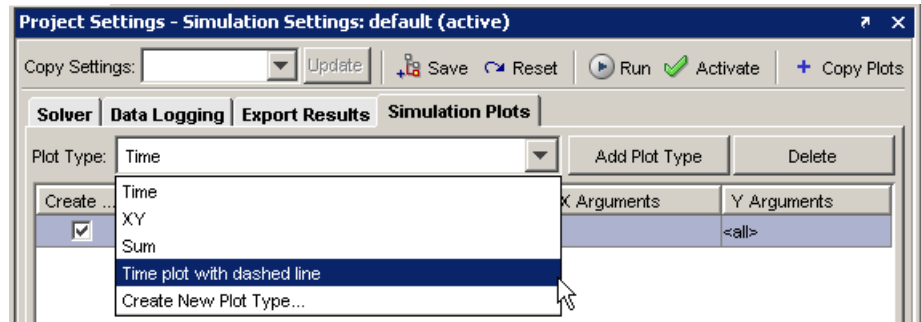 Project Settings - Simulation Settings: default (active)
Copy Settings: Update Save Reset Run Activate Copy Plots
Solver Data Logging Export Results Simulation Plots
Plot Type: Time Add Plot Type Delete
Create ... X Arguments Y Arguments
<all>
Time
XY
Sum
Time plot with dashed line
Create New Plot Type...